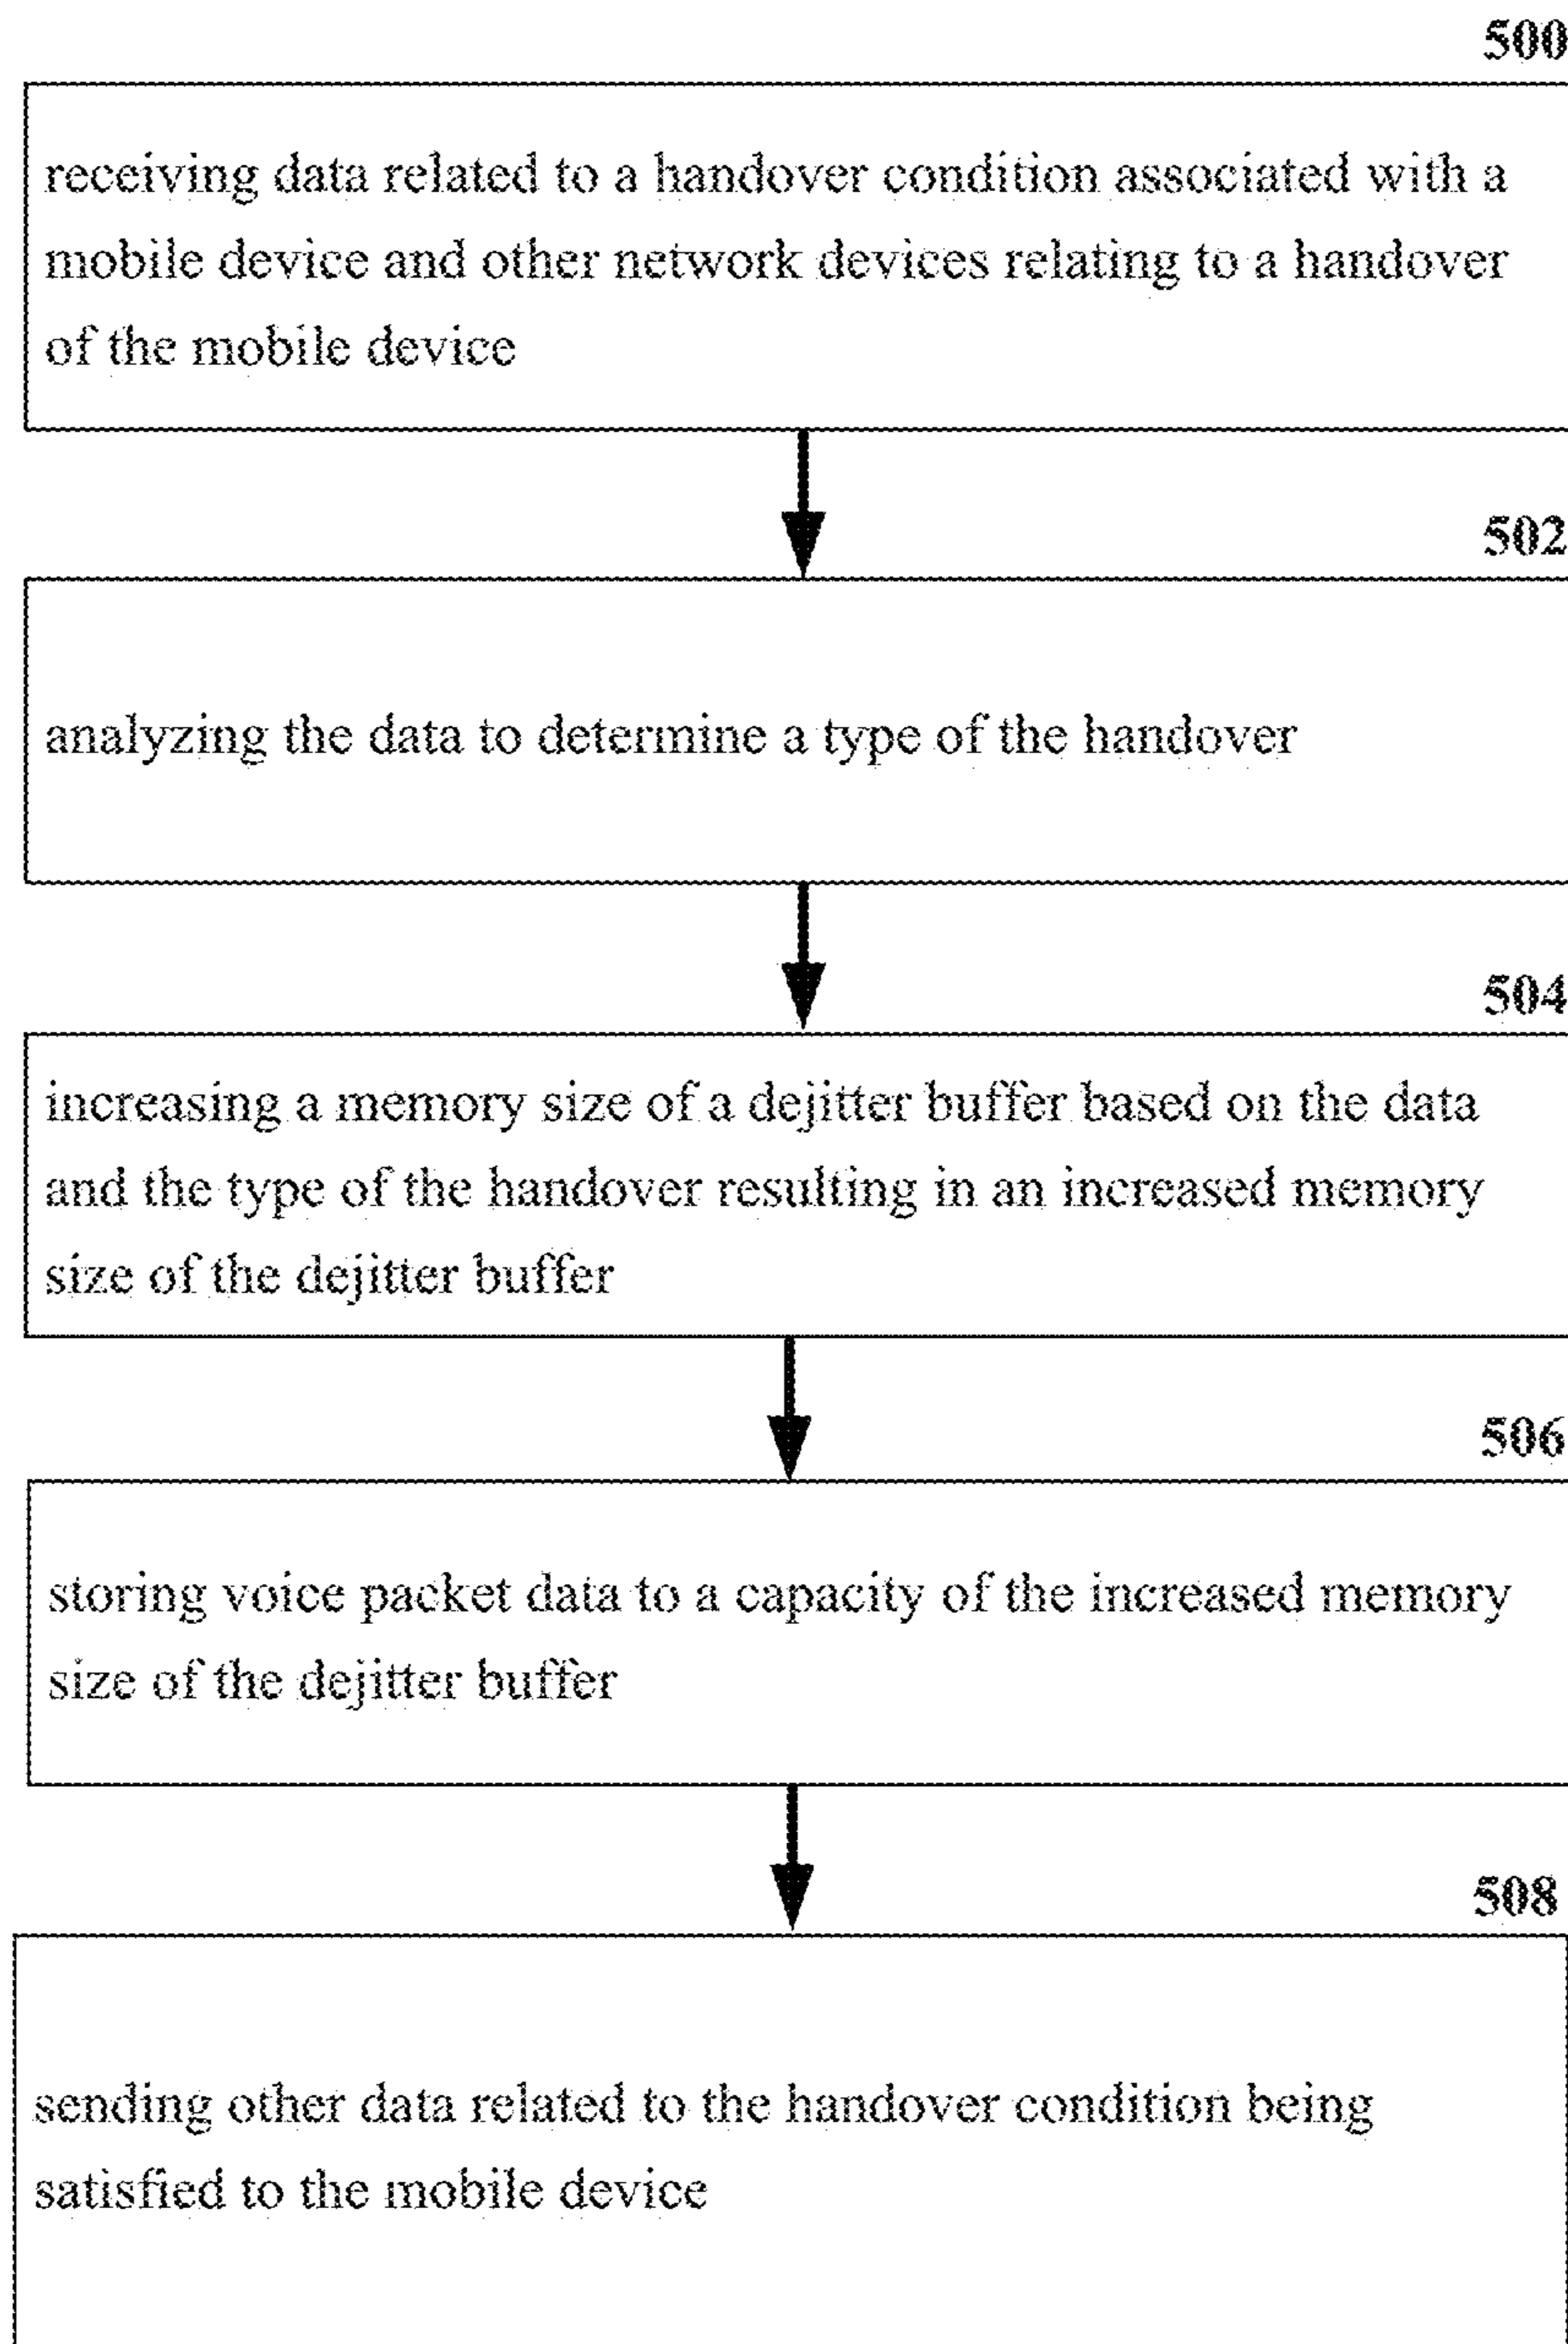 500
receiving data related to a handover condition associated with a
mobile device and other network devices relating to a handover
of the mobile device
502
analyzing the data to determine a type of the handover
504
increasing a memory size of a dejitter buffer based on the data
and the type of the handover resulting in an increased memory
size of the dejitter buffer
506
storing voice packet data to a capacity of the increased memory
size of the dejitter buffer
508
sending other data related to the handover condition being
satisfied to the mobile device